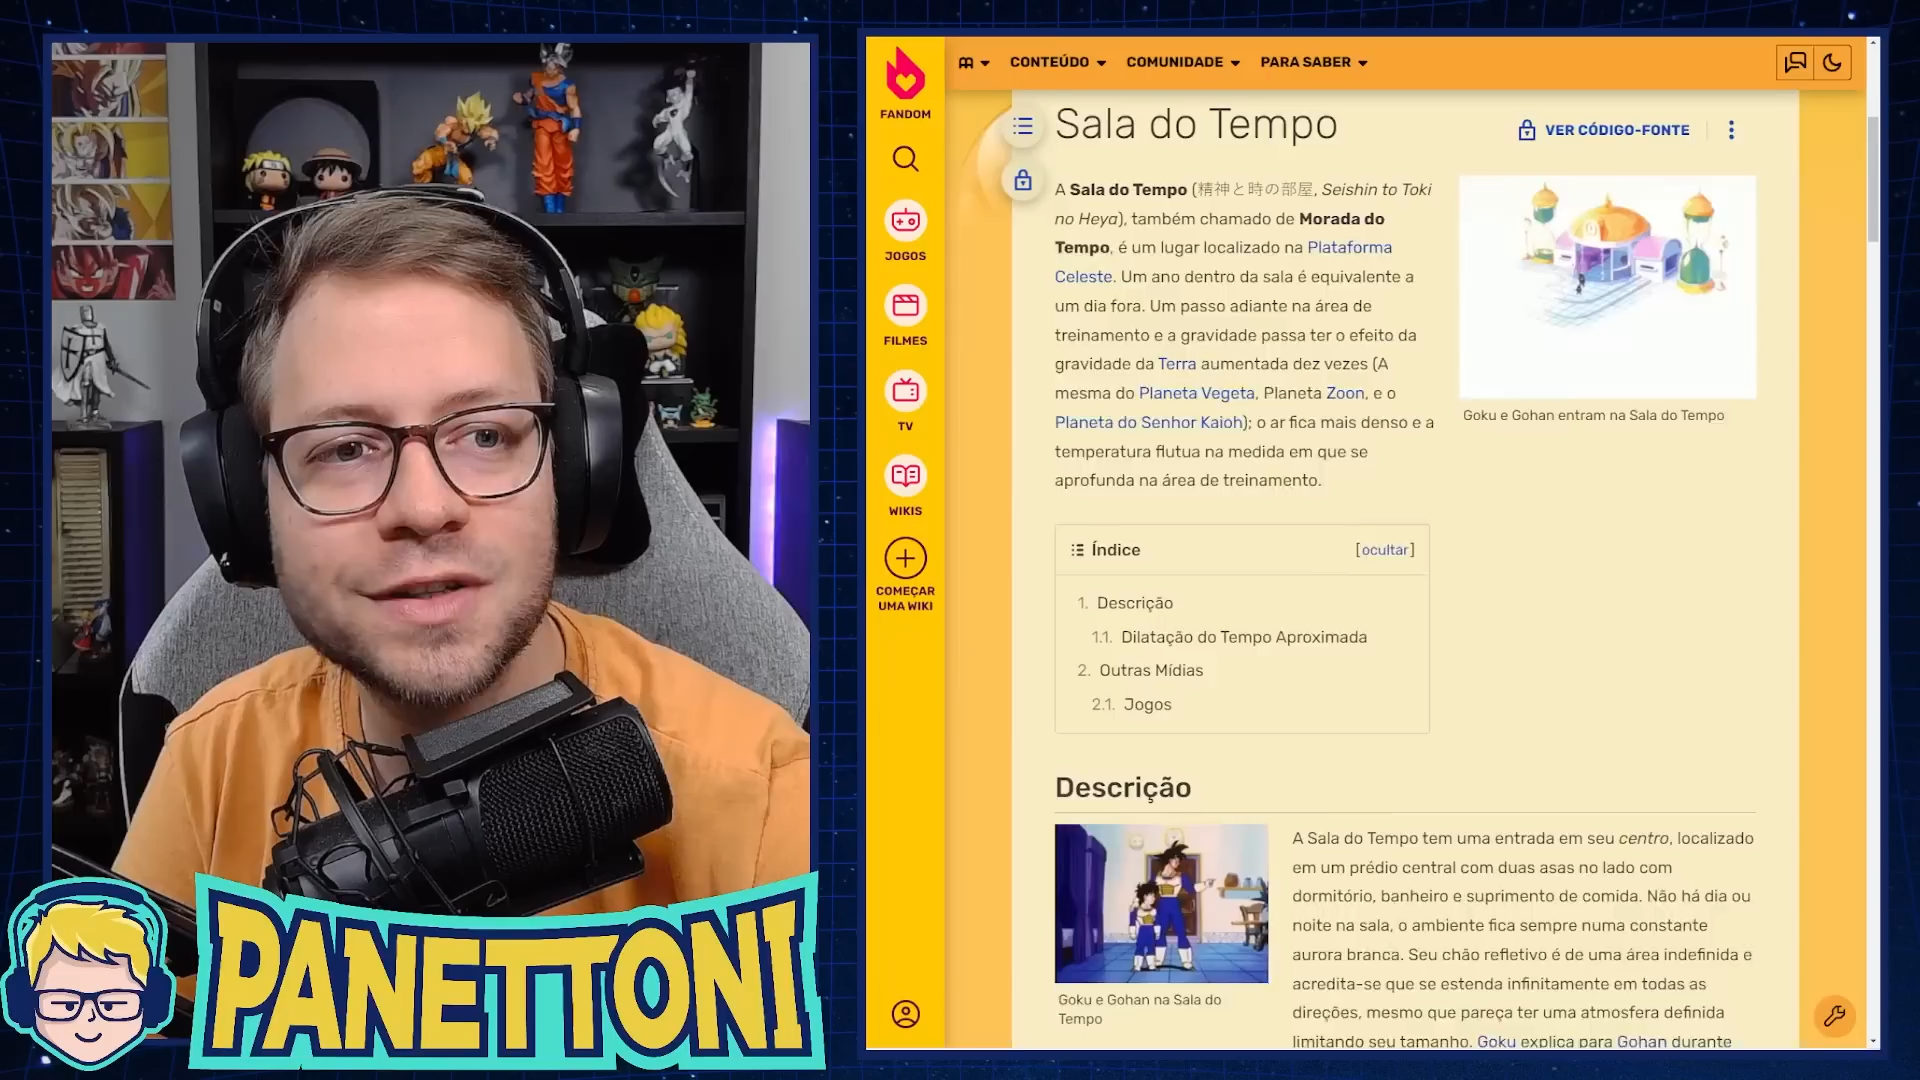 PANETTONI
FANDOM
JOGOS
FILMES
TV
WIKIS
COMEÇAR
UMA WIKI
CONTEÚDO
COMUNIDADE
PARA SABER
Sala do Tempo
VER CÓDIGO-FONTE
A Sala do Tempo (精神と時の部屋, Seishin to Toki
no Heya), também chamado de Morada do
Tempo, é um lugar localizado na Plataforma
Celeste. Um ano dentro da sala é equivalente a
um dia fora. Um passo adiante na área de
treinamento e a gravidade passa ter o efeito da
gravidade da Terra aumentada dez vezes (A
mesma do Planeta Vegeta, Planeta Zoon, e o
Planeta do Senhor Kaioh); o ar fica mais denso e a
temperatura flutua na medida em que se
aprofunda na área de treinamento.
Goku e Gohan entram na Sala do Tempo
Índice
[ocultar]
1. Descrição
1.1. Dilatação do Tempo Aproximada
2. Outras Mídias
2.1. Jogos
Descrição
Goku e Gohan na Sala do
Tempo
A Sala do Tempo tem uma entrada em seu centro, localizado
em um prédio central com duas asas no lado com
dormitório, banheiro e suprimento de comida. Não há dia ou
noite na sala, o ambiente fica sempre numa constante
aurora branca. Seu chão refletivo é de uma área indefinida e
acredita-se que se estenda infinitamente em todas as
direções, mesmo que pareça ter uma atmosfera definida
limitando seu tamanho. Goku explica para Gohan durante